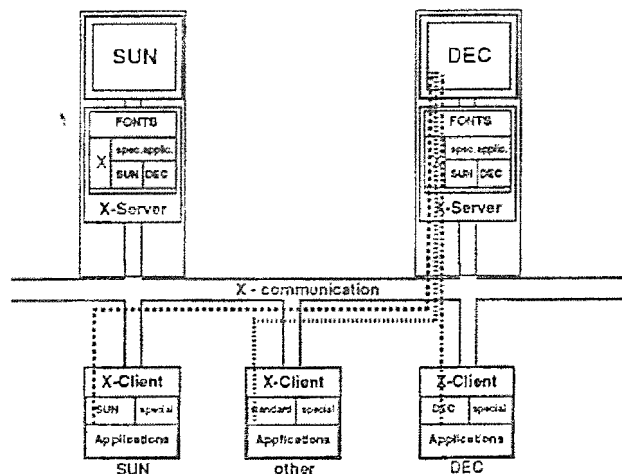 SUN
FONTS
X
spec.applic.
SUN DEC
X-Server
DEC
FONTS
X
spec.applic.
SUN DEC
X-Server
X - communication
X-Client
SUN special
Applications
SUN
X-Client
standard special
Applications
other
X-Client
DEC special
Applications
DEC